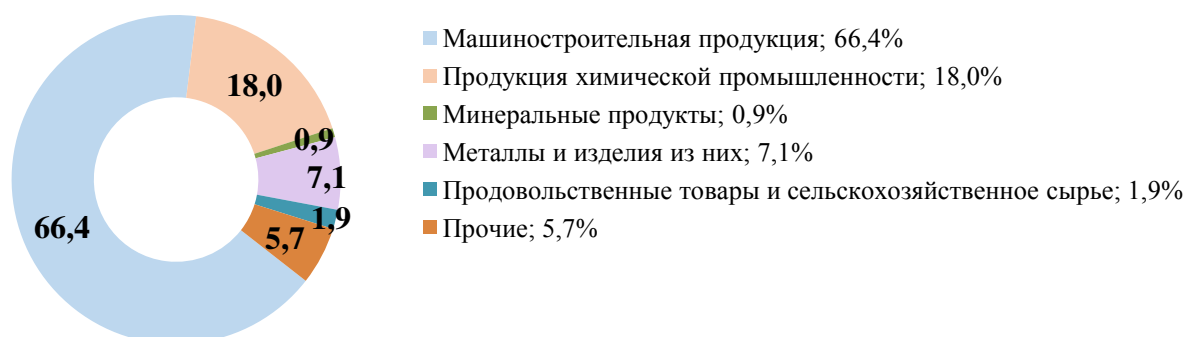 18,0
0,9
7,1
1,9
5,7
66,4
Машиностроительная продукция; 66,4%
Продукция химической промышленности; 18,0%
Минеральные продукты; 0,9%
Металлы и изделия из них; 7,1%
Продовольственные товары и сельскохозяйственное сырье; 1,9%
Прочие; 5,7%